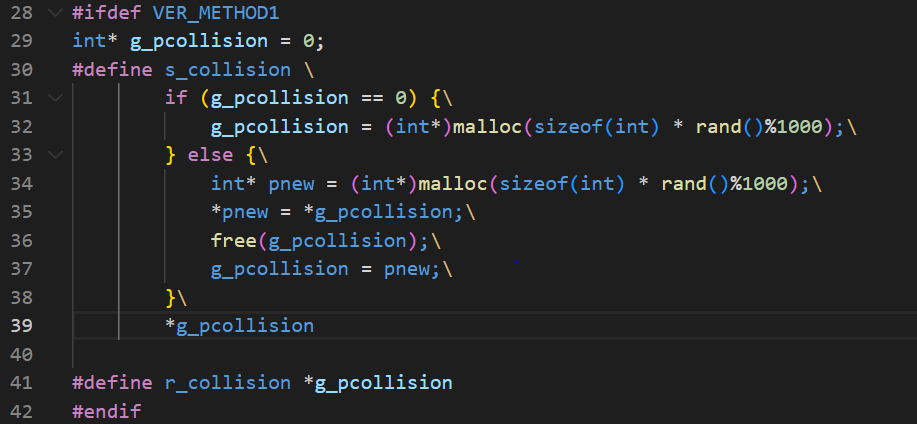 28 #ifdef VER_METHOD1
29 int* g_pcollision = 0;
30 #define s_collision \
31 if (g_pcollision == 0) {\
32 g_pcollision = (int*)malloc(sizeof(int) * rand()%1000);\
33 } else {\
34 int* pnew = (int*)malloc(sizeof(int) * rand()%1000);\
35 *pnew = *g_pcollision;\
36 free(g_pcollision);\
37 g_pcollision = pnew;\
38 }\
39 *g_pcollision
40
41 #define r_collision *g_pcollision
42 #endif